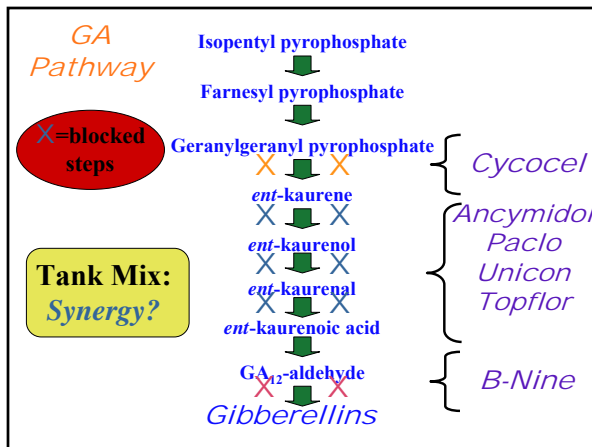 GA
Pathway
X=blocked
steps
Tank Mix:
Synergy?
Isopentyl pyrophosphate
Farnesyl pyrophosphate
Geranylgeranyl pyrophosphate
X X
ent-kaurene
X X
ent-kaurenol
X X
ent-kaurenal
X X
ent-kaurenoic acid
GA₁₂-aldehyde
X X
Gibberellins
Cycocel
Ancymidol
Paclo
Unicon
Topflor
B-Nine